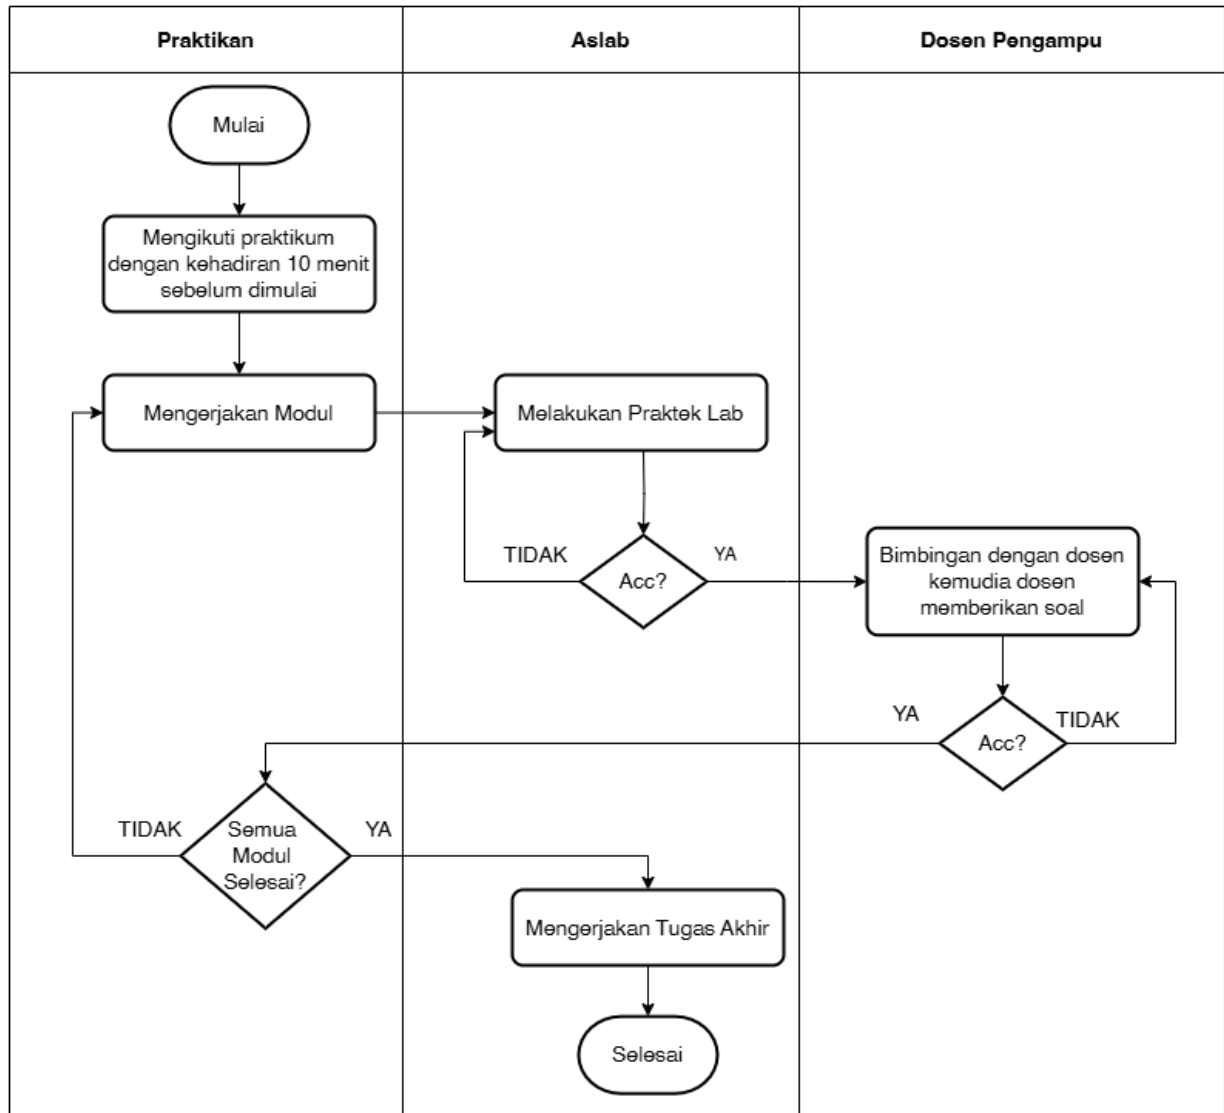 Praktikan
Aslab
Dosen Pengampu
Mulai
Mengikuti praktikum
dengan kehadiran 10 menit
sebelum dimulai
Mengerjakan Modul
Melakukan Praktek Lab
TIDAK
Acc?
YA
Bimbingan dengan dosen
kemudia dosen
memberikan soal
YA
Acc?
TIDAK
TIDAK
Semua
Modul
Selesai?
YA
Mengerjakan Tugas Akhir
Selesai